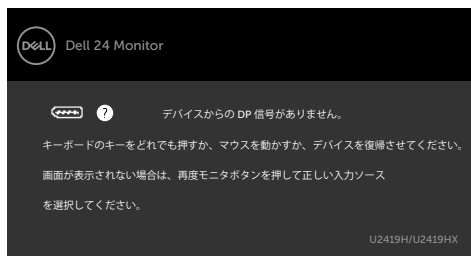 DELL Dell 24 Monitor
? デバイスからの DP 信号がありません。
キーボードのキーをどれでも押すか、マウスを動かすか、デバイスを復帰させてください。
画面が表示されない場合は、再度モニタボタンを押して正しい入力ソース
を選択してください。
U2419H/U2419HX